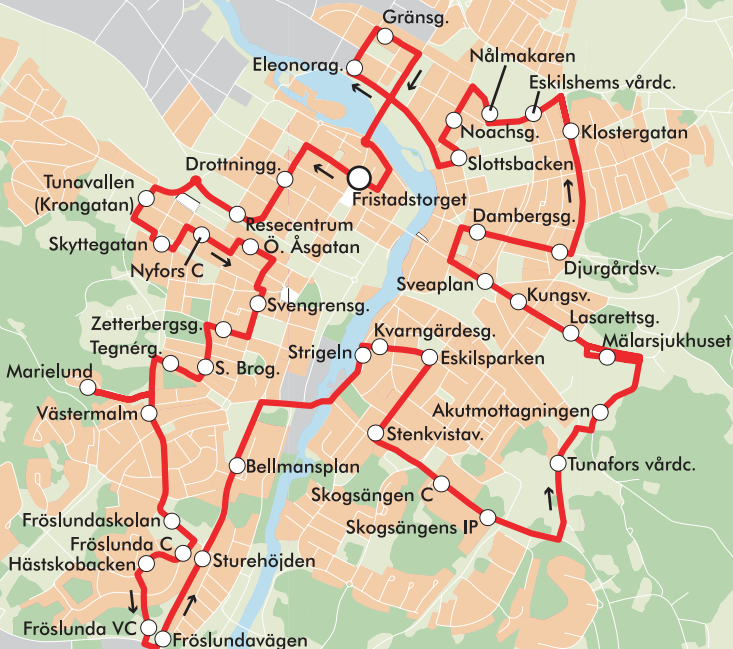 Gränsg.
Eleonorag.
Nålmakaren
Eskilshems vårdc.
Noachsg.
Klostergatan
Slottsbacken
Drottningg.
Tunavallen
(Krongatan)
Fristadstorget
Resecentrum
Skyttegatan
Ö. Åsgatan
Nyfors C
Dambergsg.
Djurgårdsv.
Sveaplan
Kungsv.
Svengrensg.
Lasarettsg.
Zetterbergsg.
Kvarngärdesg.
Mälarsjukhuset
Tegnérg.
Strigeln
Eskilsparken
S. Brog.
Marielund
Västermalm
Akutmottagningen
Stenkvistav.
Bellmansplan
Tunafors vårdc.
Skogsängen C
Fröslundaskolan
Skogsängens IP
Fröslunda C
Hästskobacken
Sturehöjden
Fröslunda VC
Fröslundavägen